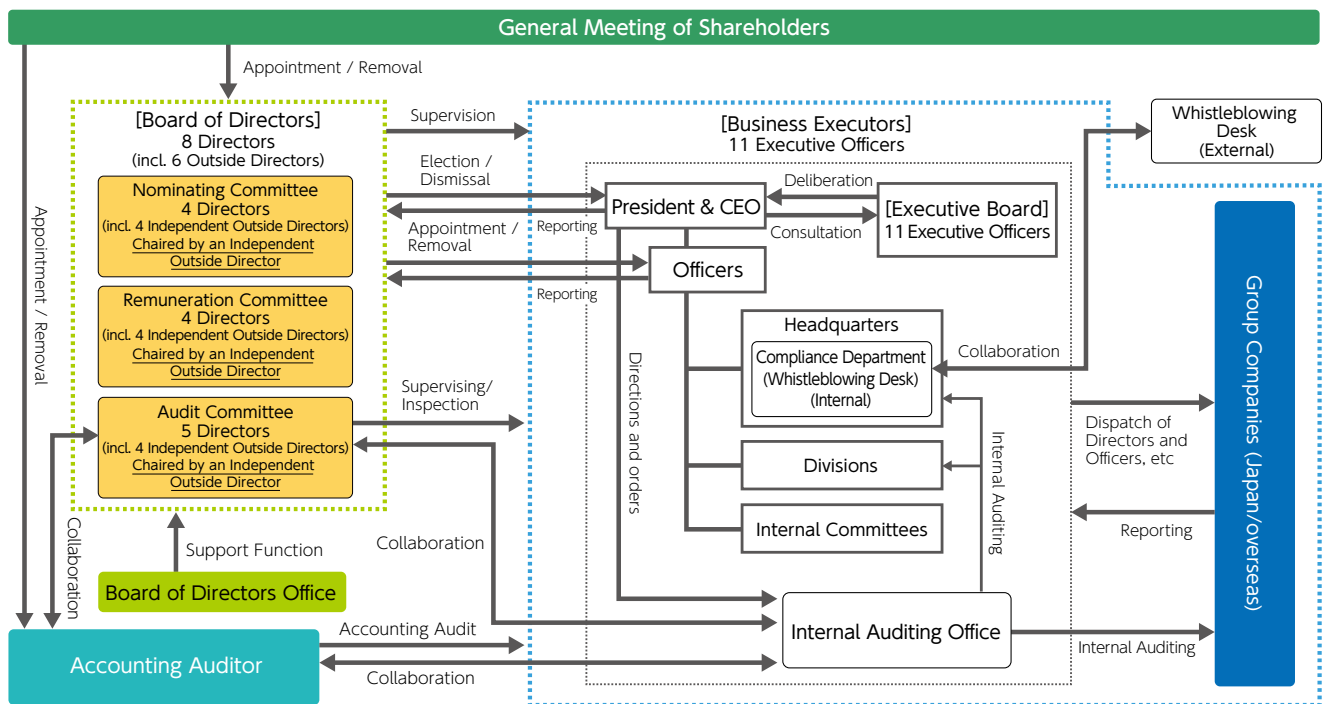 General Meeting of Shareholders
Appointment / Removal
Appointment / Removal
[Board of Directors]
8 Directors
(incl. 6 Outside Directors)
Nominating Committee
4 Directors
(incl. 4 Independent Outside Directors)
Chaired by an Independent
Outside Director
Remuneration Committee
4 Directors
(incl. 4 Independent Outside Directors)
Chaired by an Independent
Outside Director
Audit Committee
5 Directors
(incl. 4 Independent Outside Directors)
Chaired by an Independent
Outside Director
Collaboration
Support Function
Board of Directors Office
Accounting Auditor
Supervision
Election /
Dismissal
Reporting
Appointment /
Removal
Reporting
Supervising/
Inspection
Collaboration
Accounting Audit
Collaboration
[Business Executors]
11 Executive Officers
President & CEO
Deliberation
Consultation
[Executive Board]
11 Executive Officers
Officers
Directions and orders
Headquarters
Compliance Department
(Whistleblowing Desk)
(Internal)
Divisions
Internal Committees
Internal Auditing
Internal Auditing Office
Collaboration
Whistleblowing
Desk
(External)
Dispatch of
Directors and
Officers, etc
Reporting
Internal Auditing
Group Companies (Japan/overseas)